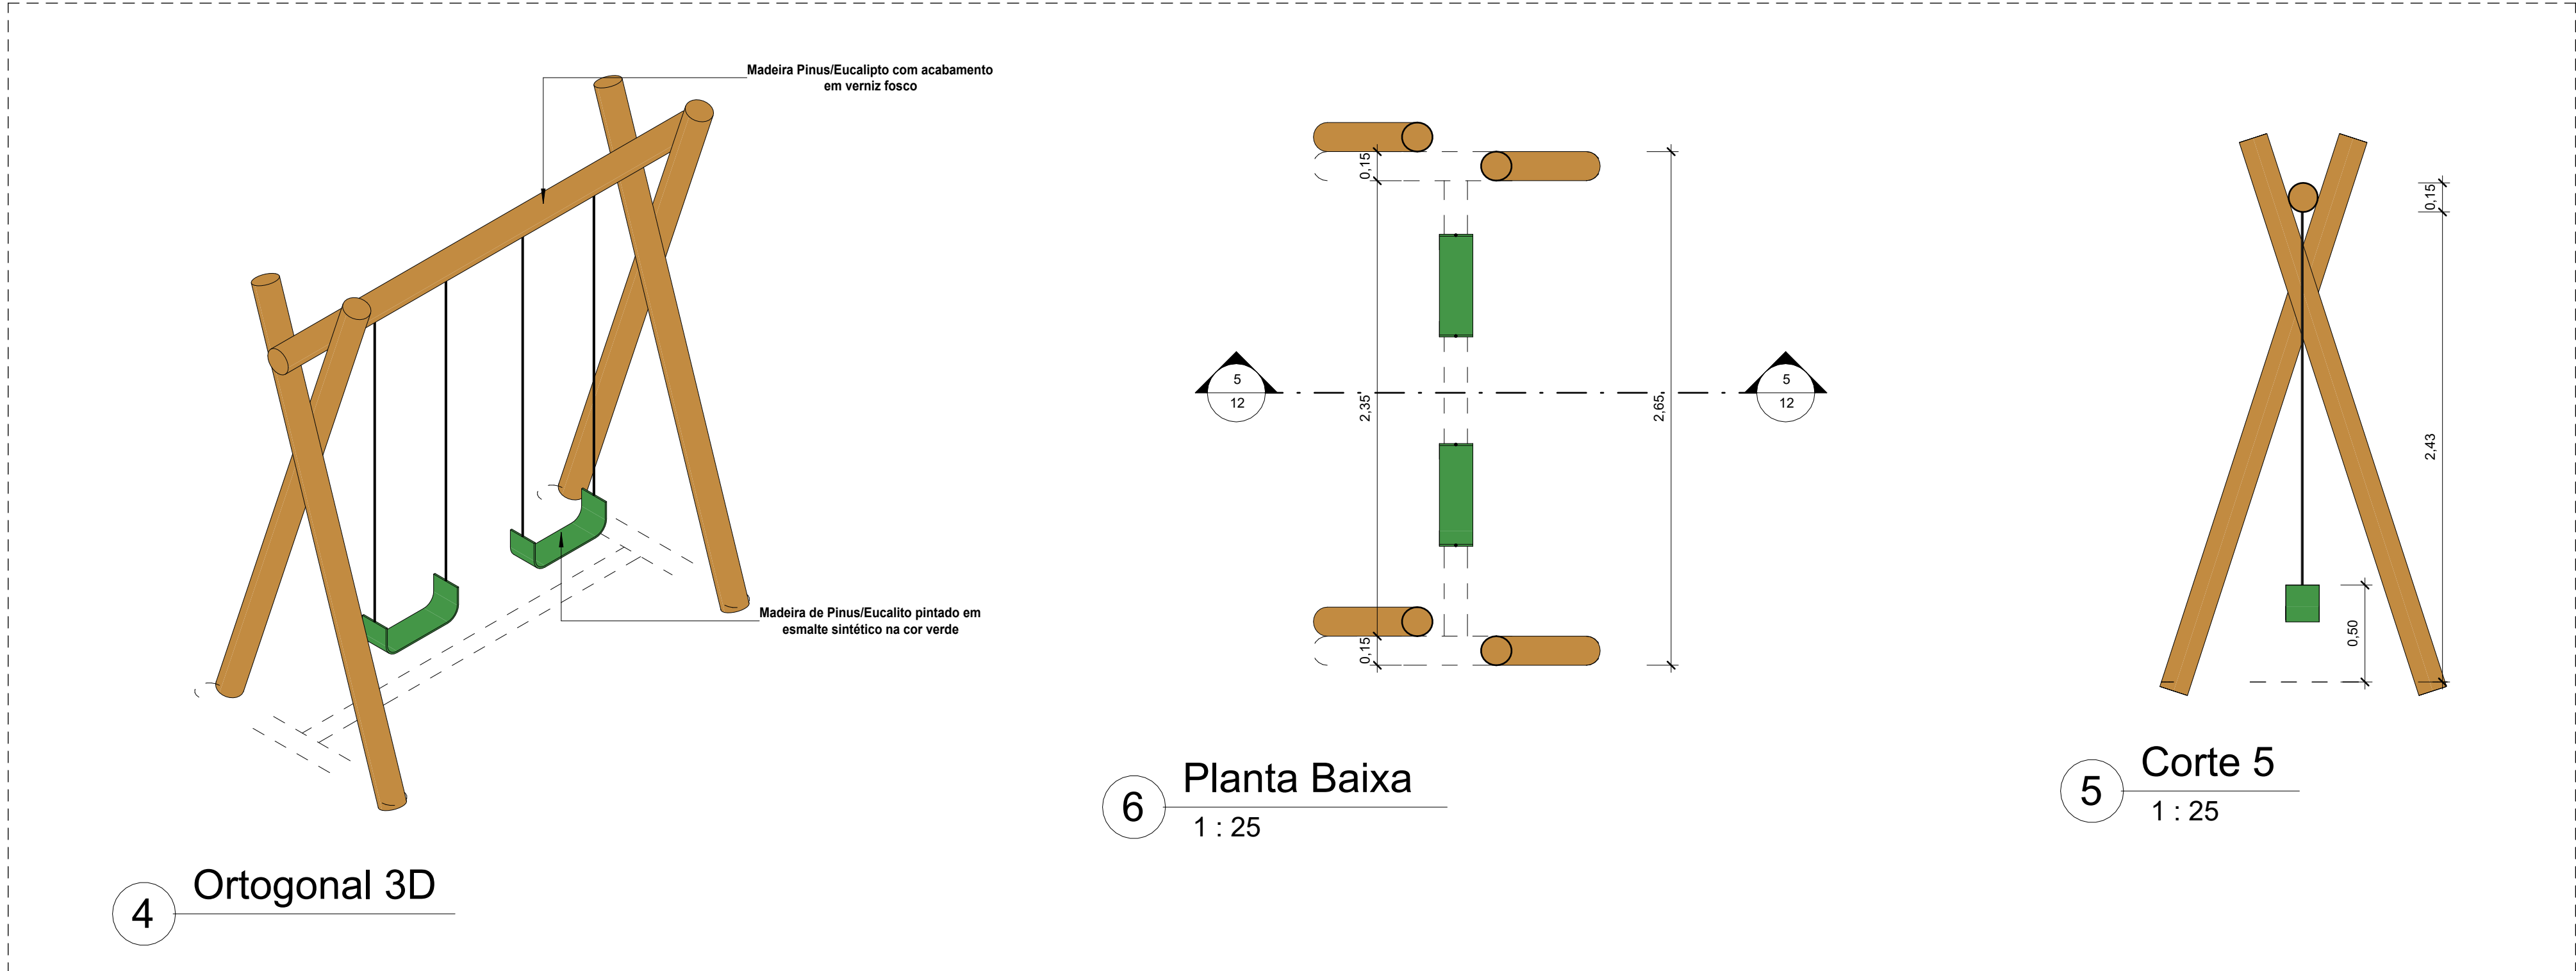 Madeira Pinus/Eucalipto com acabamento
em verniz fosco
Madeira de Pinus/Eucalito pintado em
esmalte sintético na cor verde
4
Ortogonal 3D
0,15
2,35
2,65
0,15
5
12
5
12
6
Planta Baixa
1 : 25
0,15
2,43
0,50
5
Corte 5
1 : 25